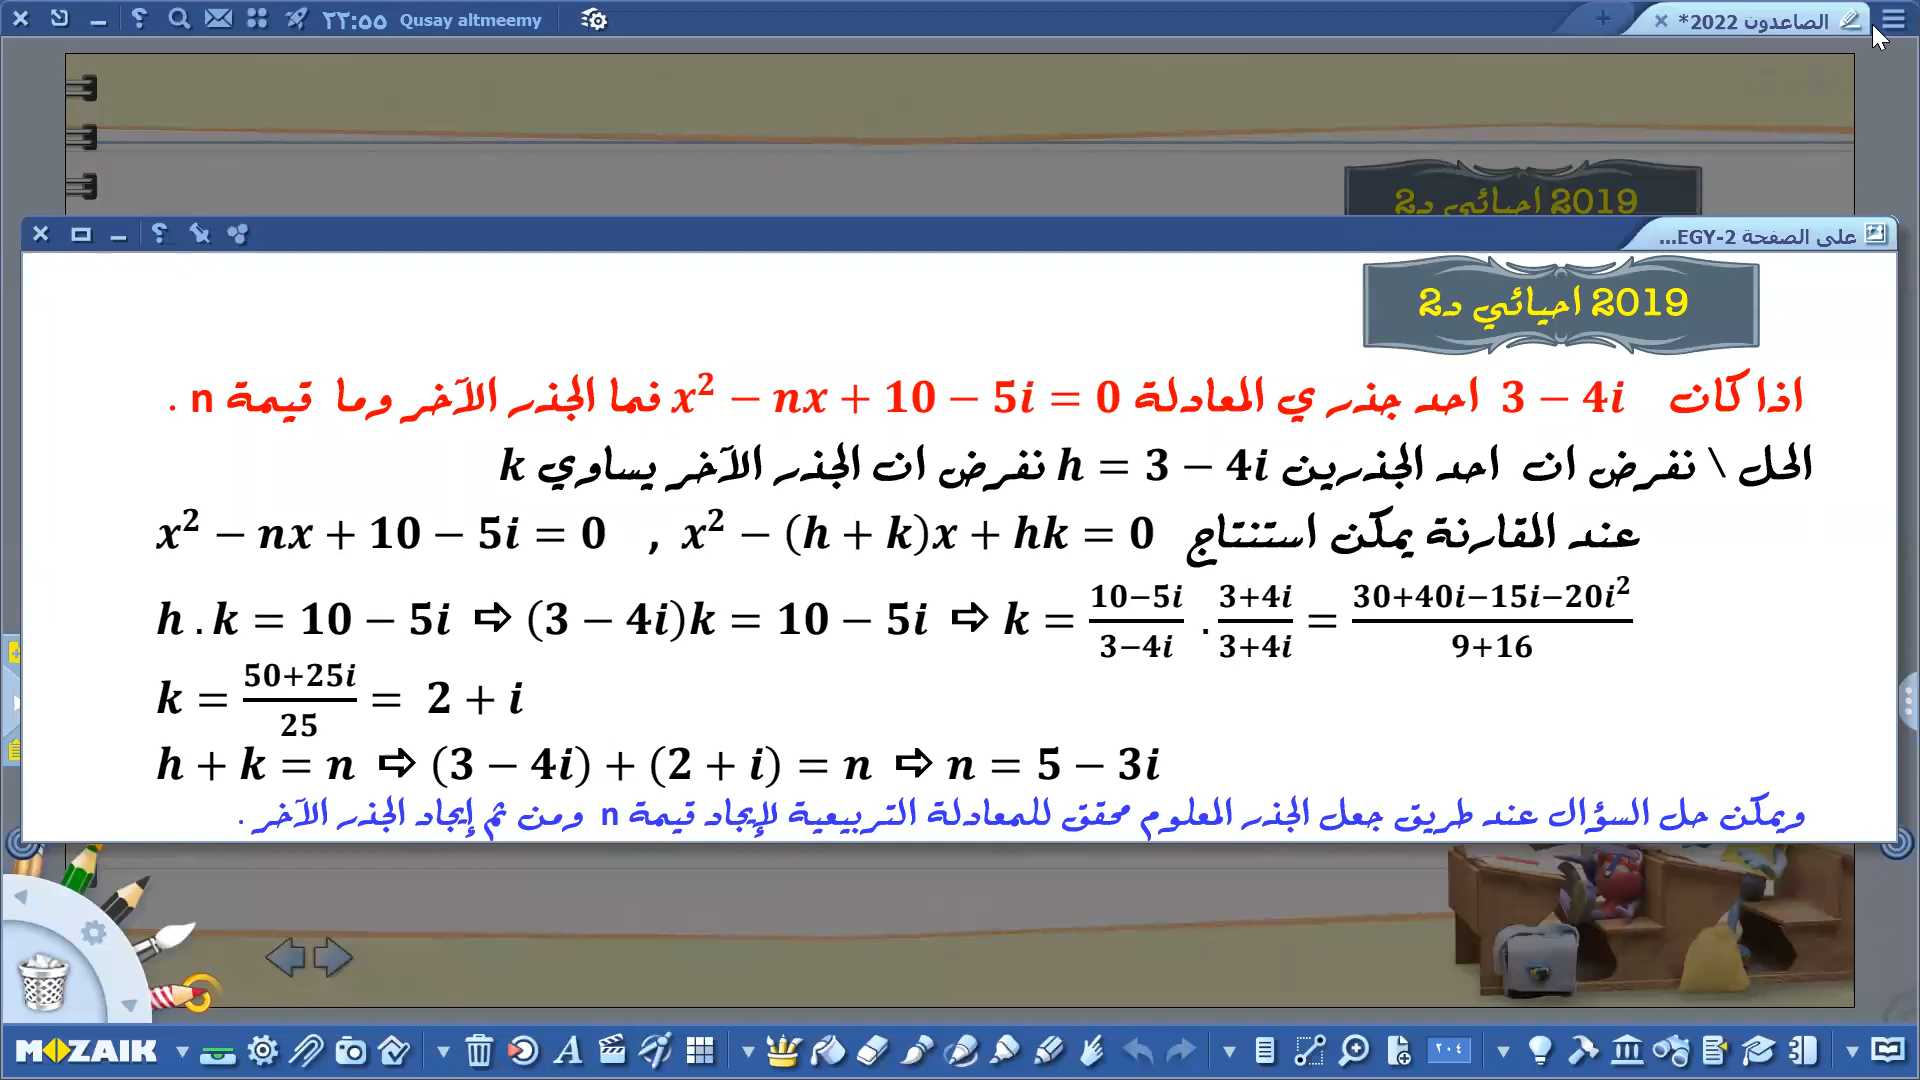 الصاعدون 2022*
Qusay altmeemy ٢٢:٥٥
2019 احيائي د2
على الصفحة EGY-2...
2019 احيائي د2
اذا كان 3 − 4i احد جذري المعادلة x² − nx + 10 − 5i = 0 فما الجذر الآخر وما قيمة n .
الحل \ نفرض ان احد الجذرين h = 3 − 4i نفرض ان الجذر الآخر يساوي k
عند المقارنة يمكن استنتاج x² − nx + 10 − 5i = 0 , x² − (h + k)x + hk = 0
h . k = 10 − 5i ⇨ (3 − 4i)k = 10 − 5i ⇨ k = \frac{10−5i}{3−4i} . \frac{3+4i}{3+4i} = \frac{30+40i−15i−20i²}{9+16}
k = \frac{50+25i}{25} = 2 + i
h + k = n ⇨ (3 − 4i) + (2 + i) = n ⇨ n = 5 − 3i
ويمكن حل السؤال عند طريق جعل الجذر المعلوم محقق للمعادلة التربيعية لإيجاد قيمة n ومن ثم إيجاد الجذر الآخر .
MOZAIK
٢٠٤